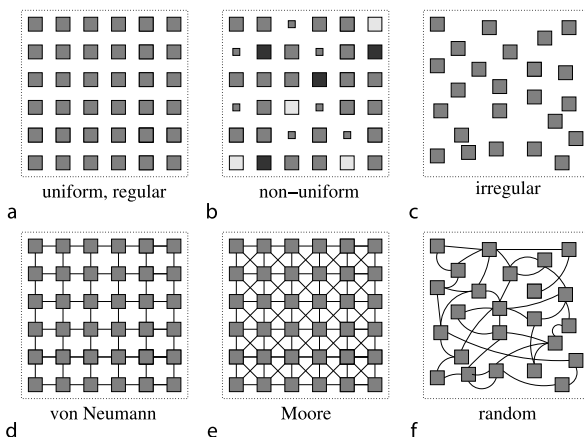 uniform, regular
non−uniform
irregular
a
b
c
von Neumann
Moore
random
d
e
f